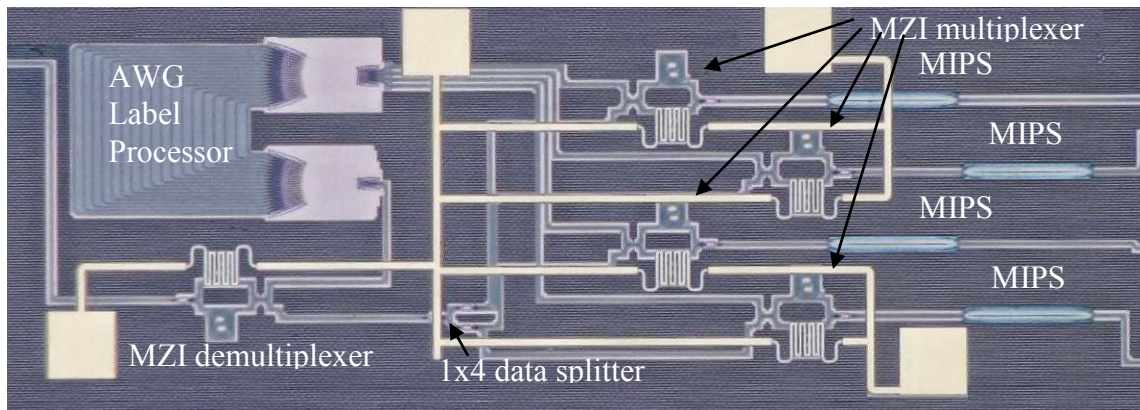 MZI multiplexer
MIPS
AWG
Label
Processor
MIPS
MIPS
MIPS
MZI demultiplexer
1x4 data splitter